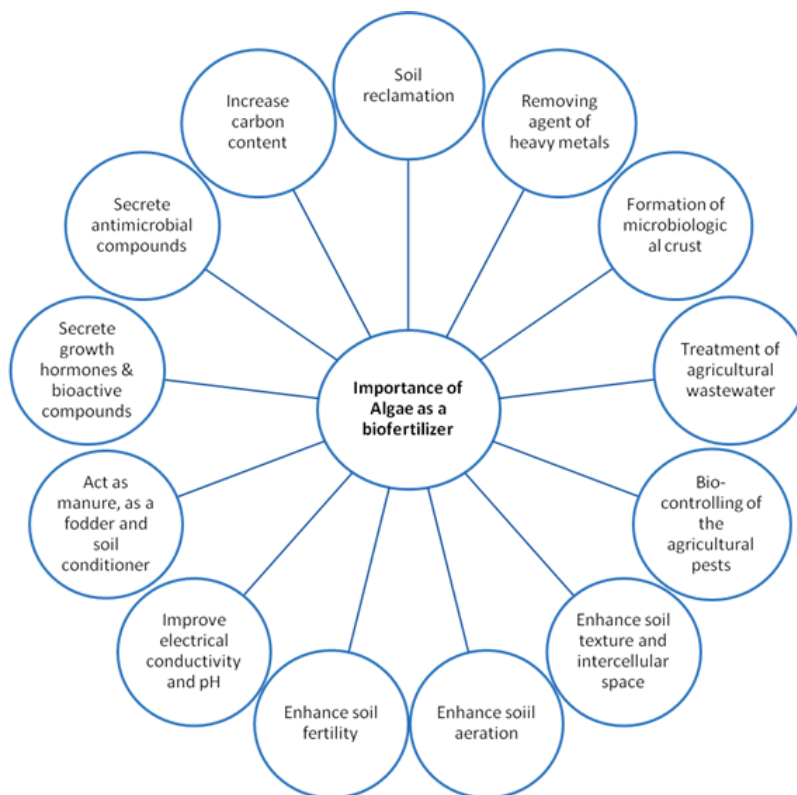 Soil
reclamation
Removing
agent of
heavy metals
Formation of
microbiologic
al crust
Treatment of
agricultural
wastewater
Bio-
controlling of
the
agricultural
pests
Enhance soil
texture and
intercellular
space
Enhance soiil
aeration
Enhance soil
fertility
Improve
electrical
conductivity
and pH
Act as
manure, as a
fodder and
soil
conditioner
Secrete
growth
hormones &
bioactive
compounds
Secrete
antimicrobial
compounds
Increase
carbon
content
Importance of
Algae as a
biofertilizer